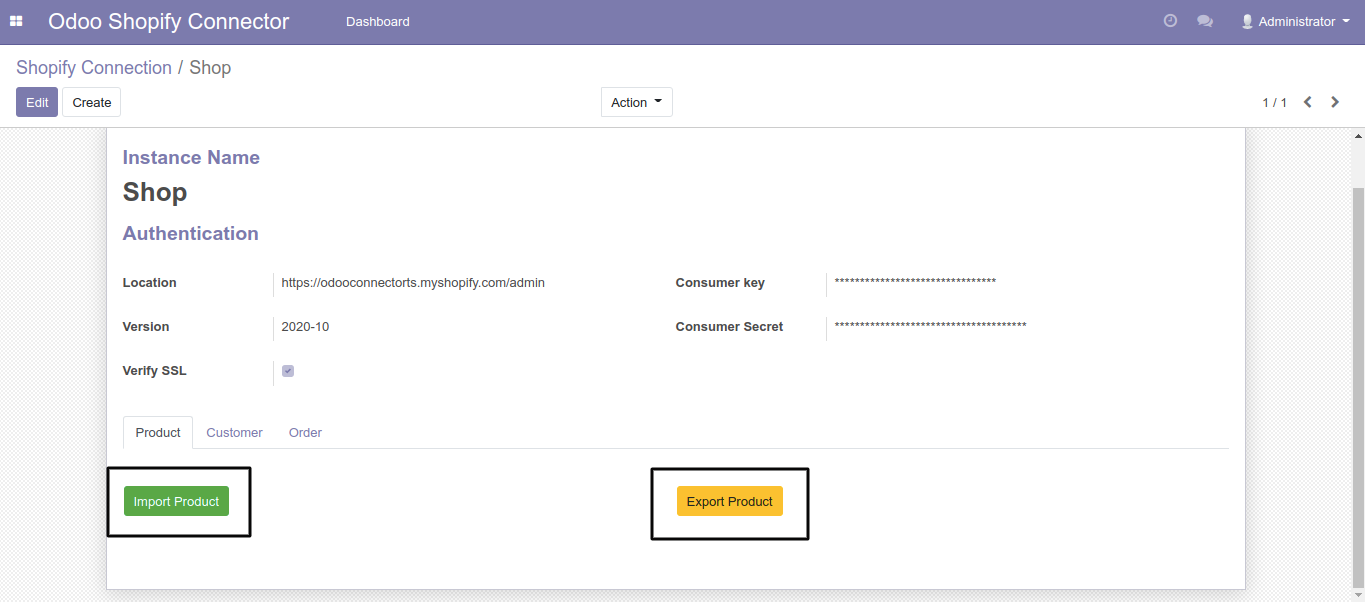 Odoo Shopify Connector Dashboard Administrator
Shopify Connection / Shop
Edit Create Action 1 / 1
Instance Name
Shop
Authentication
Location https://odooconnectorts.myshopify.com/admin Consumer key ********************************
Version 2020-10 Consumer Secret **************************************
Verify SSL
Product Customer Order
Import Product Export Product